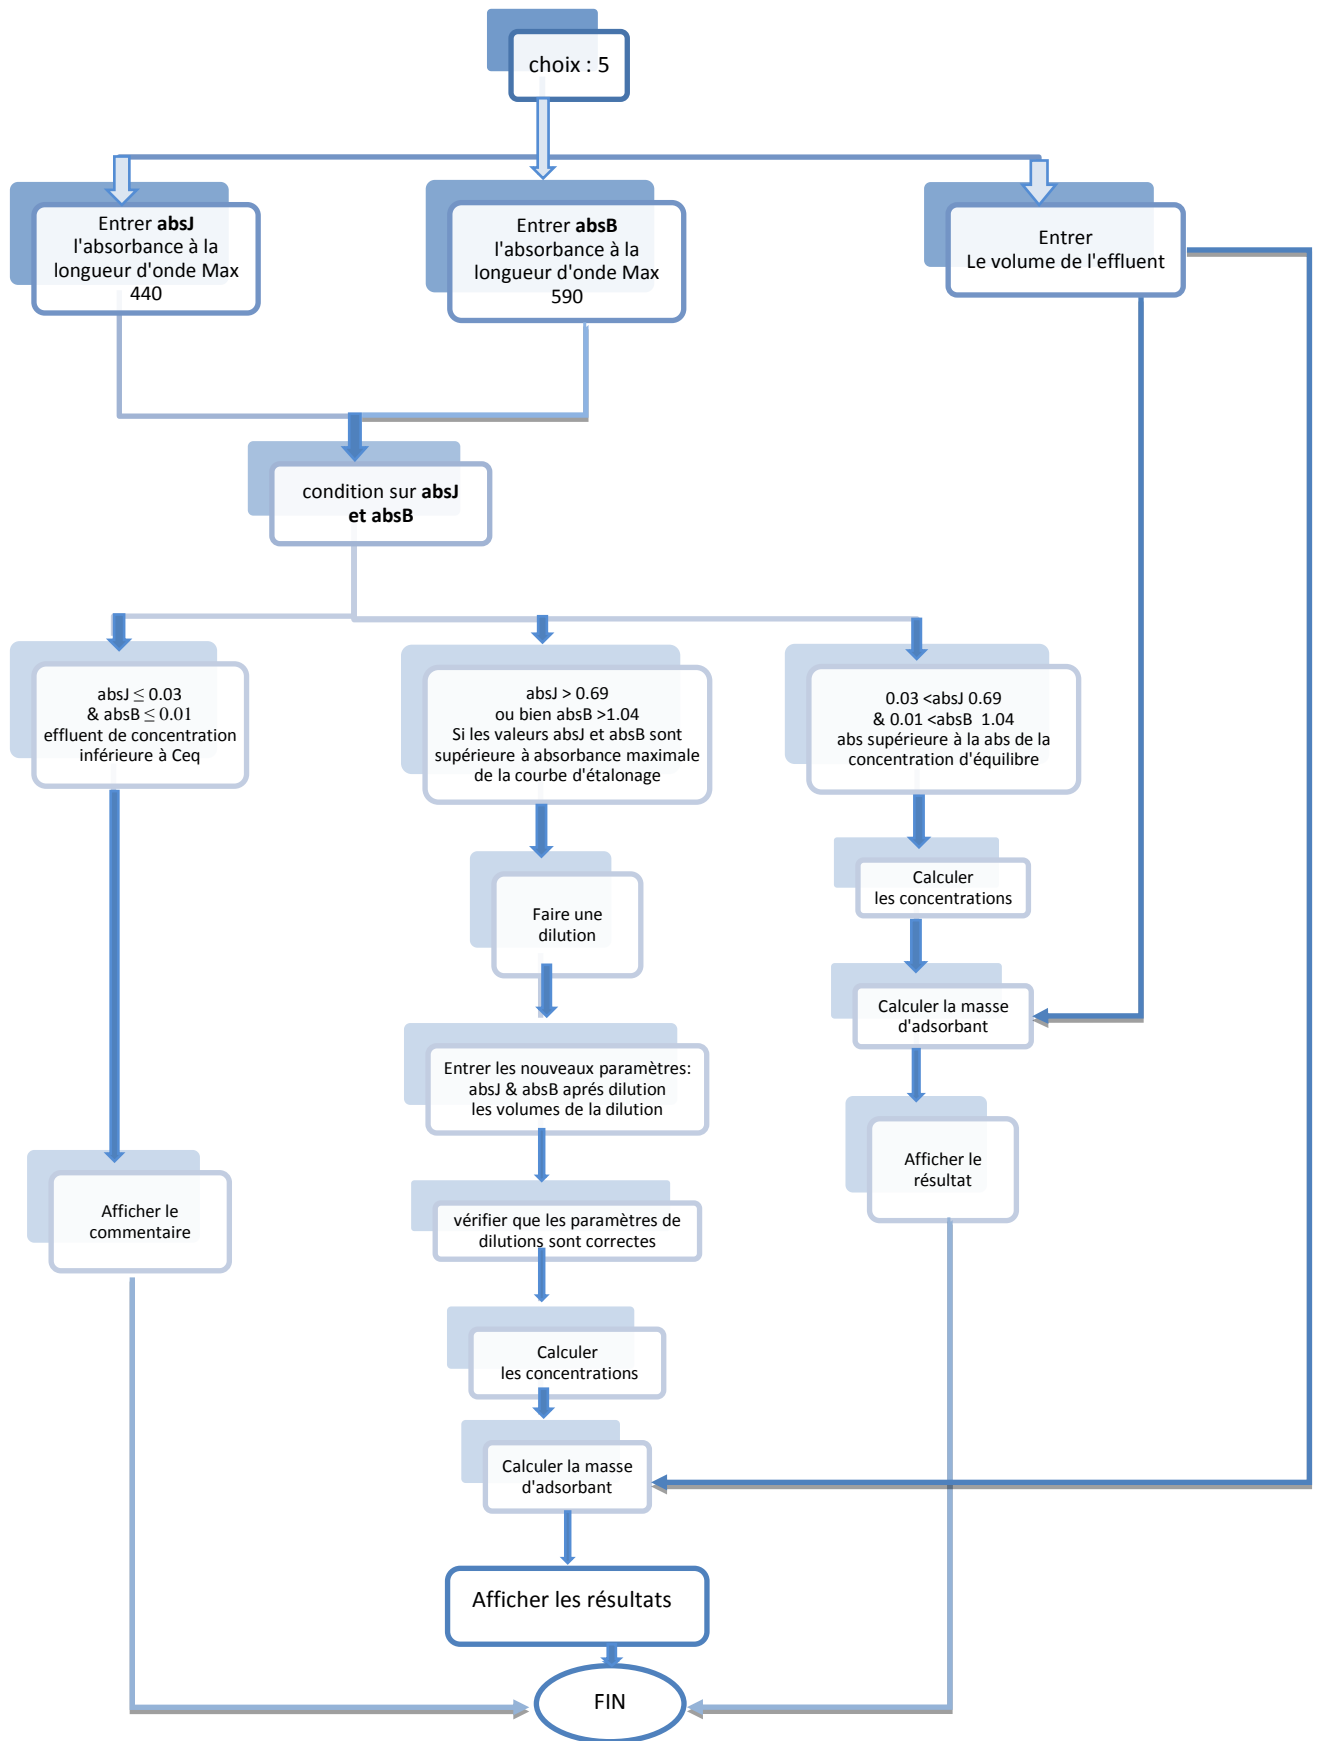 choix : 5
Entrer absJ
l'absorbance à la
longueur d'onde Max
440
Entrer absB
l'absorbance à la
longueur d'onde Max
590
Entrer
Le volume de l'effluent
condition sur absJ
et absB
absJ ≤ 0.03
& absB ≤ 0.01
effluent de concentration
inférieure à Ceq
absJ > 0.69
ou bien absB >1.04
Si les valeurs absJ et absB sont
supérieure à absorbance maximale
de la courbe d'étalonage
0.03 <absJ 0.69
& 0.01 <absB 1.04
abs supérieure à la abs de la
concentration d'équilibre
Calculer
les concentrations
Faire une
dilution
Calculer la masse
d'adsorbant
Entrer les nouveaux paramètres:
absJ & absB aprés dilution
les volumes de la dilution
Afficher le
résultat
Afficher le
commentaire
vérifier que les paramètres de
dilutions sont correctes
Calculer
les concentrations
Calculer la masse
d'adsorbant
Afficher les résultats
FIN